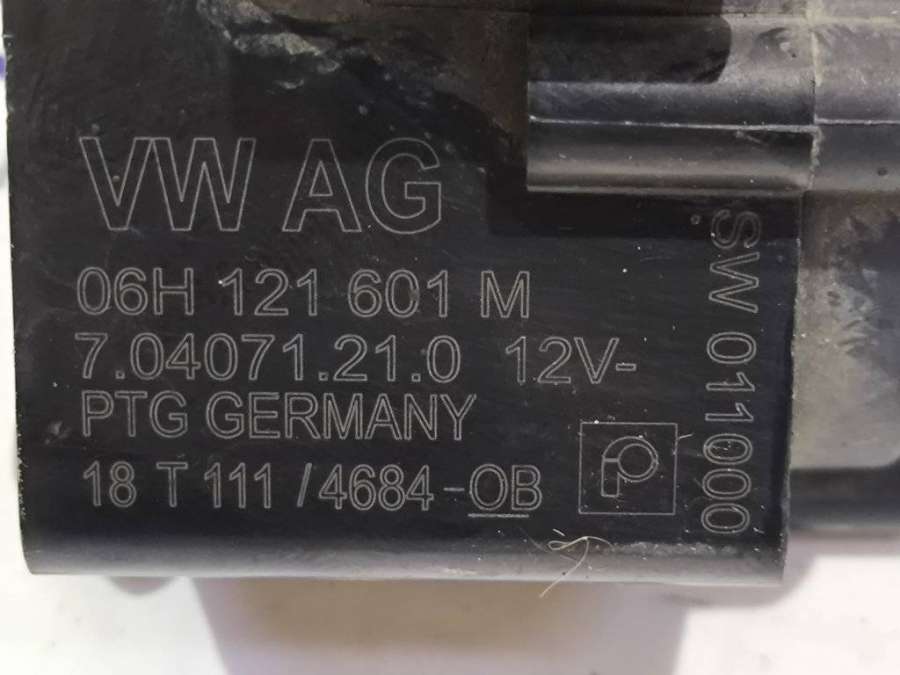 VW AG
06H 121 601 M
7.04071.21.0 12V-
PTG GERMANY
18 T 111 / 4684-OB
SW 011000